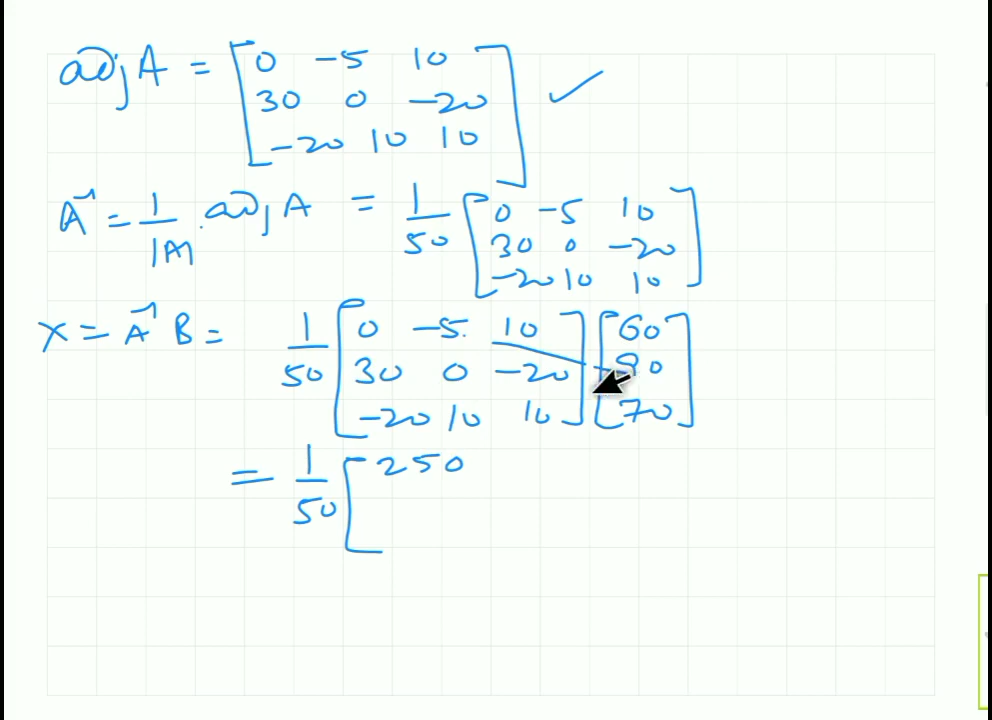 adj A = [ 0 -5 10
30 0 -20
-20 10 10 ] ✓
A⁻¹ = 1/|A| . adj A = 1/50 [ 0 -5 10
30 0 -20
-20 10 10 ]
X = A⁻¹ B = 1/50 [ 0 -5 10
30 0 -20
-20 10 10 ] [ 60
90
70 ]
= 1/50 [ 250